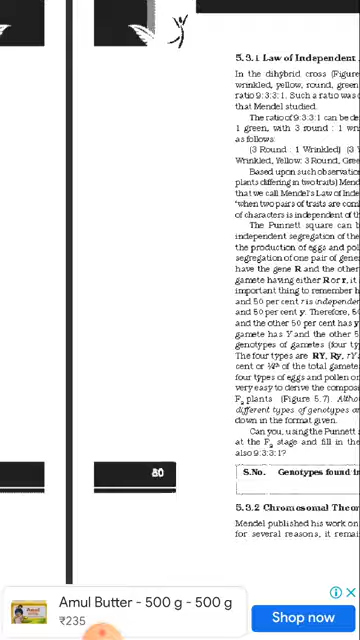 5.3.1 Law of Independent
In the dihybrid cross (Figure
wrinkled, yellow, round, green
ratio 9:3:3:1. Such a ratio was
that Mendel studied.
The ratio of 9:3:3:1 can be de
1 green, with 3 round : 1 wri
as follows:
(3 Round : 1 Wrinkled) (3
Wrinkled, Yellow: 3 Round, Gree
Based upon such observatio
plants differing in two traits) Mend
that we call Mendel's Law of Inde
'when two pairs of traits are com
of characters is independent of th
The Punnett square can b
independent segregation of the
the production of eggs and pol
segregation of one pair of gene
have the gene R and the other
gamete having either R or r, it
important thing to remember h
and 50 per cent r is independen
and 50 per cent y. Therefore, 50
and the other 50 per cent has y
gamete has Y and the other 5
genotypes of gametes (four typ
The four types are RY, Ry, rY
cent or ¼th of the total gamete
four types of eggs and pollen or
very easy to derive the composi
F2 plants (Figure 5.7). Altho
different types of genotypes ar
down in the format given.
Can you, using the Punnett s
at the F2 stage and fill in the
also 9:3:3:1?
80
S.No. Genotypes found in
5.3.2 Chromosomal Theor
Mendel published his work on
for several reasons, it remai
Amul Butter - 500 g - 500 g
₹235
Shop now